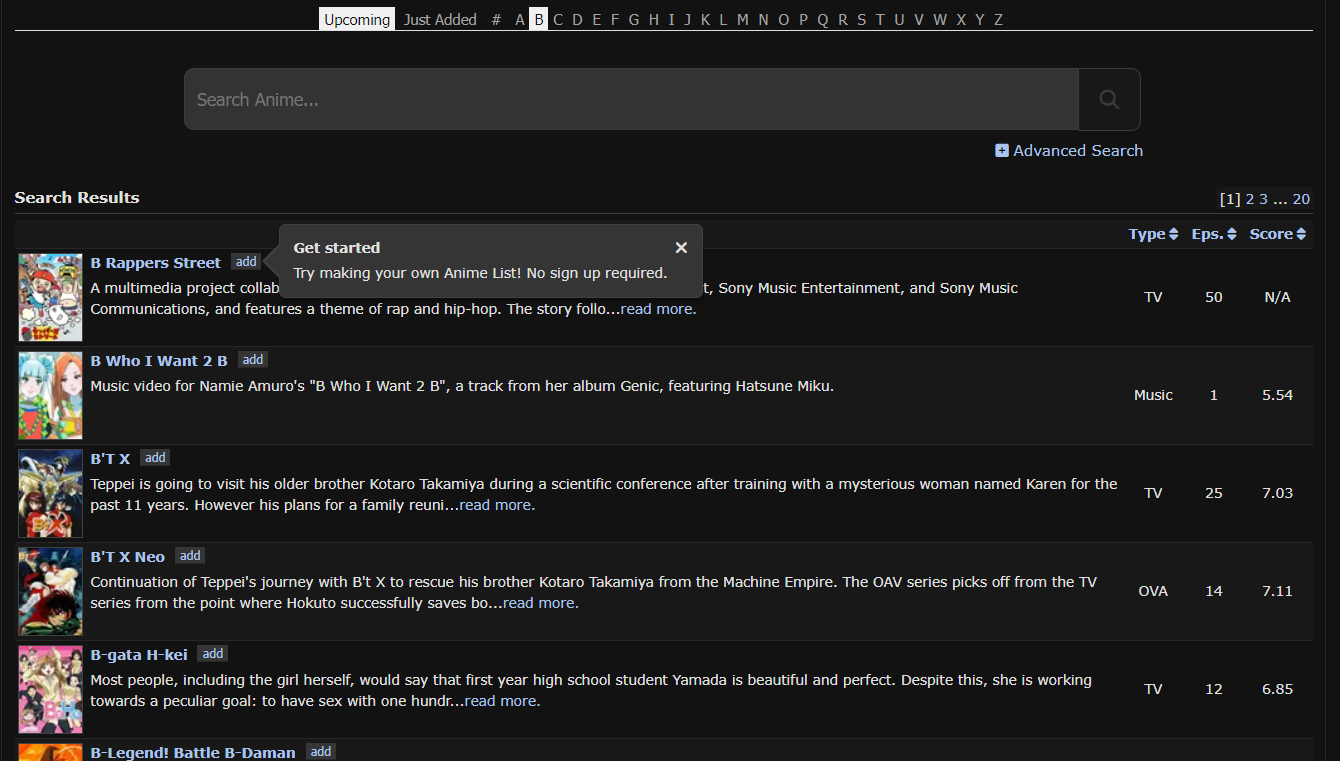 Upcoming Just Added # A B C D E F G H I J K L M N O P Q R S T U V W X Y Z
Search Anime...
Advanced Search
Search Results
[1] 2 3 ... 20
Type Eps. Score
Get started
Try making your own Anime List! No sign up required.
B Rappers Street add
A multimedia project collab t, Sony Music Entertainment, and Sony Music
Communications, and features a theme of rap and hip-hop. The story follo...read more.
TV 50 N/A
B Who I Want 2 B add
Music video for Namie Amuro's "B Who I Want 2 B", a track from her album Genic, featuring Hatsune Miku.
Music 1 5.54
B'T X add
Teppei is going to visit his older brother Kotaro Takamiya during a scientific conference after training with a mysterious woman named Karen for the
past 11 years. However his plans for a family reuni...read more.
TV 25 7.03
B'T X Neo add
Continuation of Teppei's journey with B't X to rescue his brother Kotaro Takamiya from the Machine Empire. The OAV series picks off from the TV
series from the point where Hokuto successfully saves bo...read more.
OVA 14 7.11
B-gata H-kei add
Most people, including the girl herself, would say that first year high school student Yamada is beautiful and perfect. Despite this, she is working
towards a peculiar goal: to have sex with one hundr...read more.
TV 12 6.85
B-Legend! Battle B-Daman add